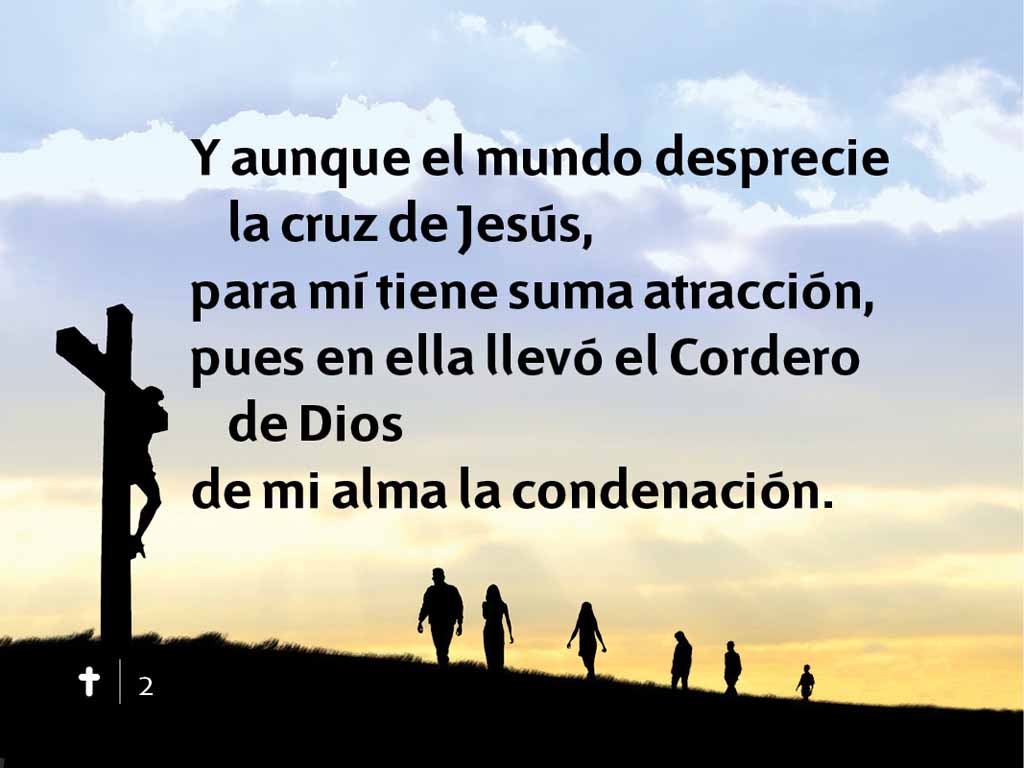 Y aunque el mundo desprecie
la cruz de Jesús,
para mí tiene suma atracción,
pues en ella llevó el Cordero
de Dios
de mi alma la condenación.
2